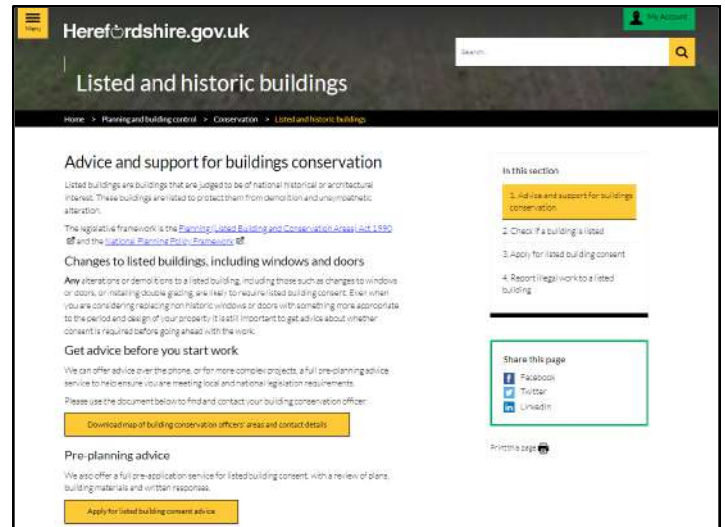 Menu
Herefordshire.gov.uk
My Account
Search...
Listed and historic buildings
Home > Planning and building control > Conservation > Listed and historic buildings
Advice and support for buildings conservation
Listed buildings are buildings that are judged to be of national historical or architectural
interest. These buildings are listed to protect them from demolition and unsympathetic
alteration.
The legislative framework is the Planning (Listed Building and Conservation Areas) Act 1990
and the National Planning Policy Framework.
Changes to listed buildings, including windows and doors
Any alterations or demolitions to a listed building, including those such as changes to windows
or doors, or installing double glazing, are likely to require listed building consent. Even when
you are considering replacing non historic windows or doors with something more appropriate
to the period and design of your property it is still important to get advice about whether
consent is required before going ahead with the work.
Get advice before you start work
We can offer advice over the phone, or for more complex projects, a full pre-planning advice
service to help ensure you are meeting local and national legislation requirements.
Please use the document below to find and contact your building conservation officer:
Download map of building conservation officers' areas and contact details
Pre-planning advice
We also offer a full pre-application service for listed building consent, with a review of plans,
building materials and written responses.
Apply for listed building consent advice
In this section
1. Advice and support for buildings
conservation
2. Check if a building is listed
3. Apply for listed building consent
4. Report illegal work to a listed
building
Share this page
Facebook
Twitter
LinkedIn
Print this page